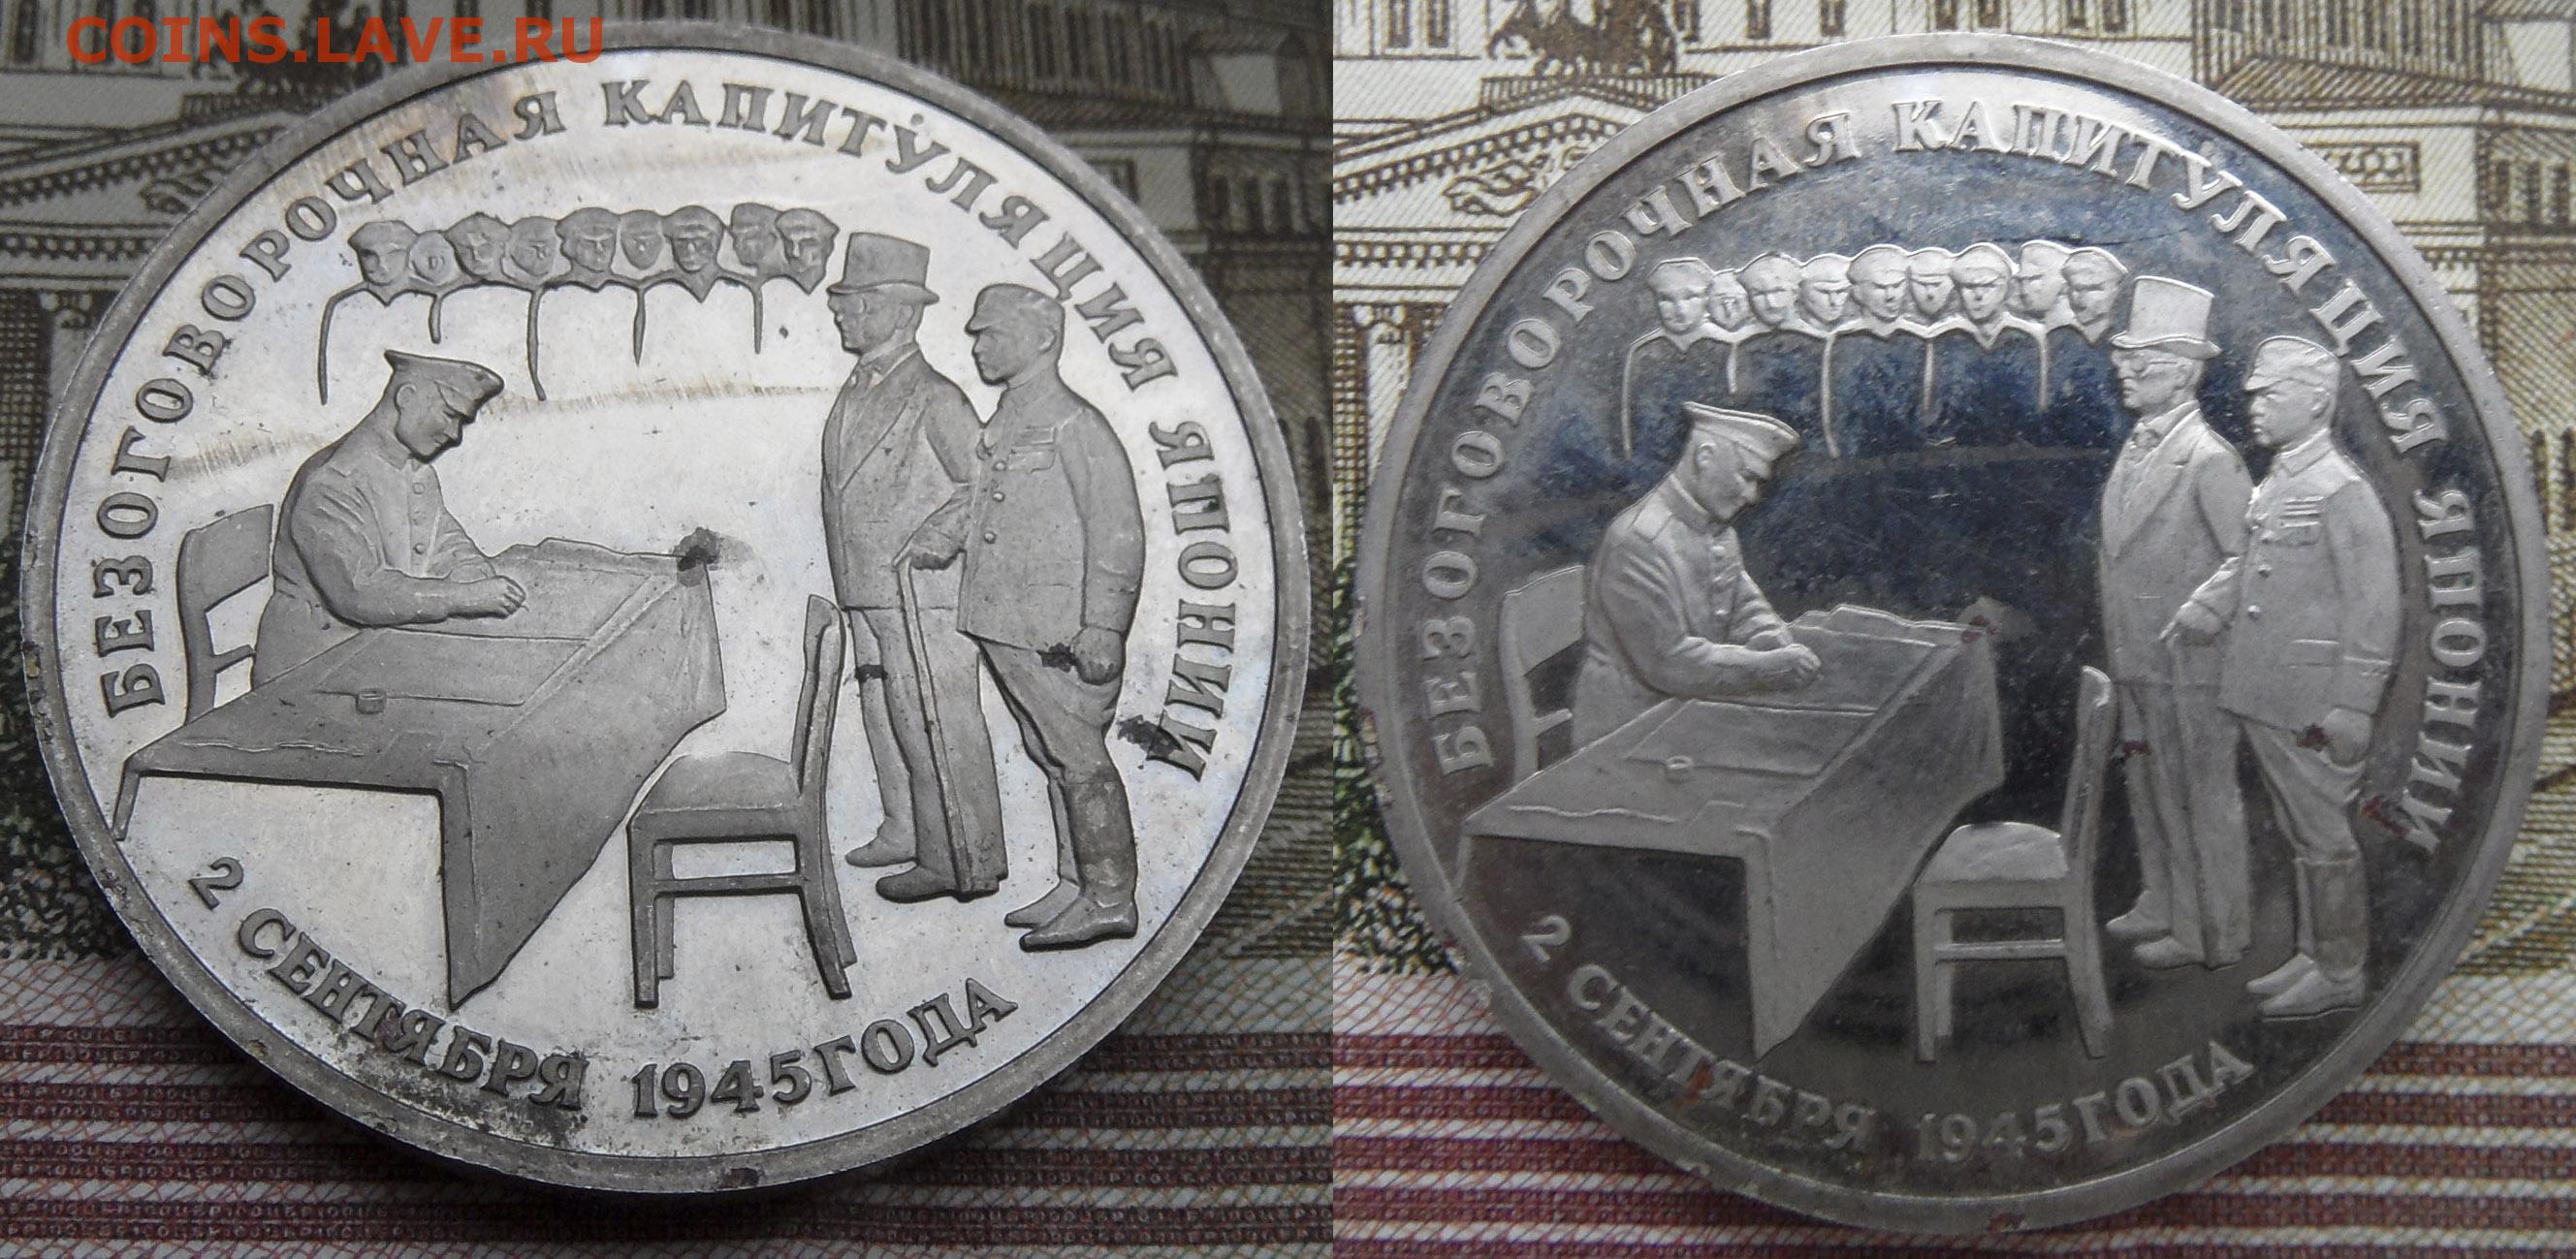 COINS.LAVE.RU
БЕЗОГОВОРОЧНАЯ КАПИТУЛЯЦИЯ ЯПОНИИ
2 СЕНТЯБРЯ 1945 ГОДА
БЕЗОГОВОРОЧНАЯ КАПИТУЛЯЦИЯ ЯПОНИИ
2 СЕНТЯБРЯ 1945 ГОДА